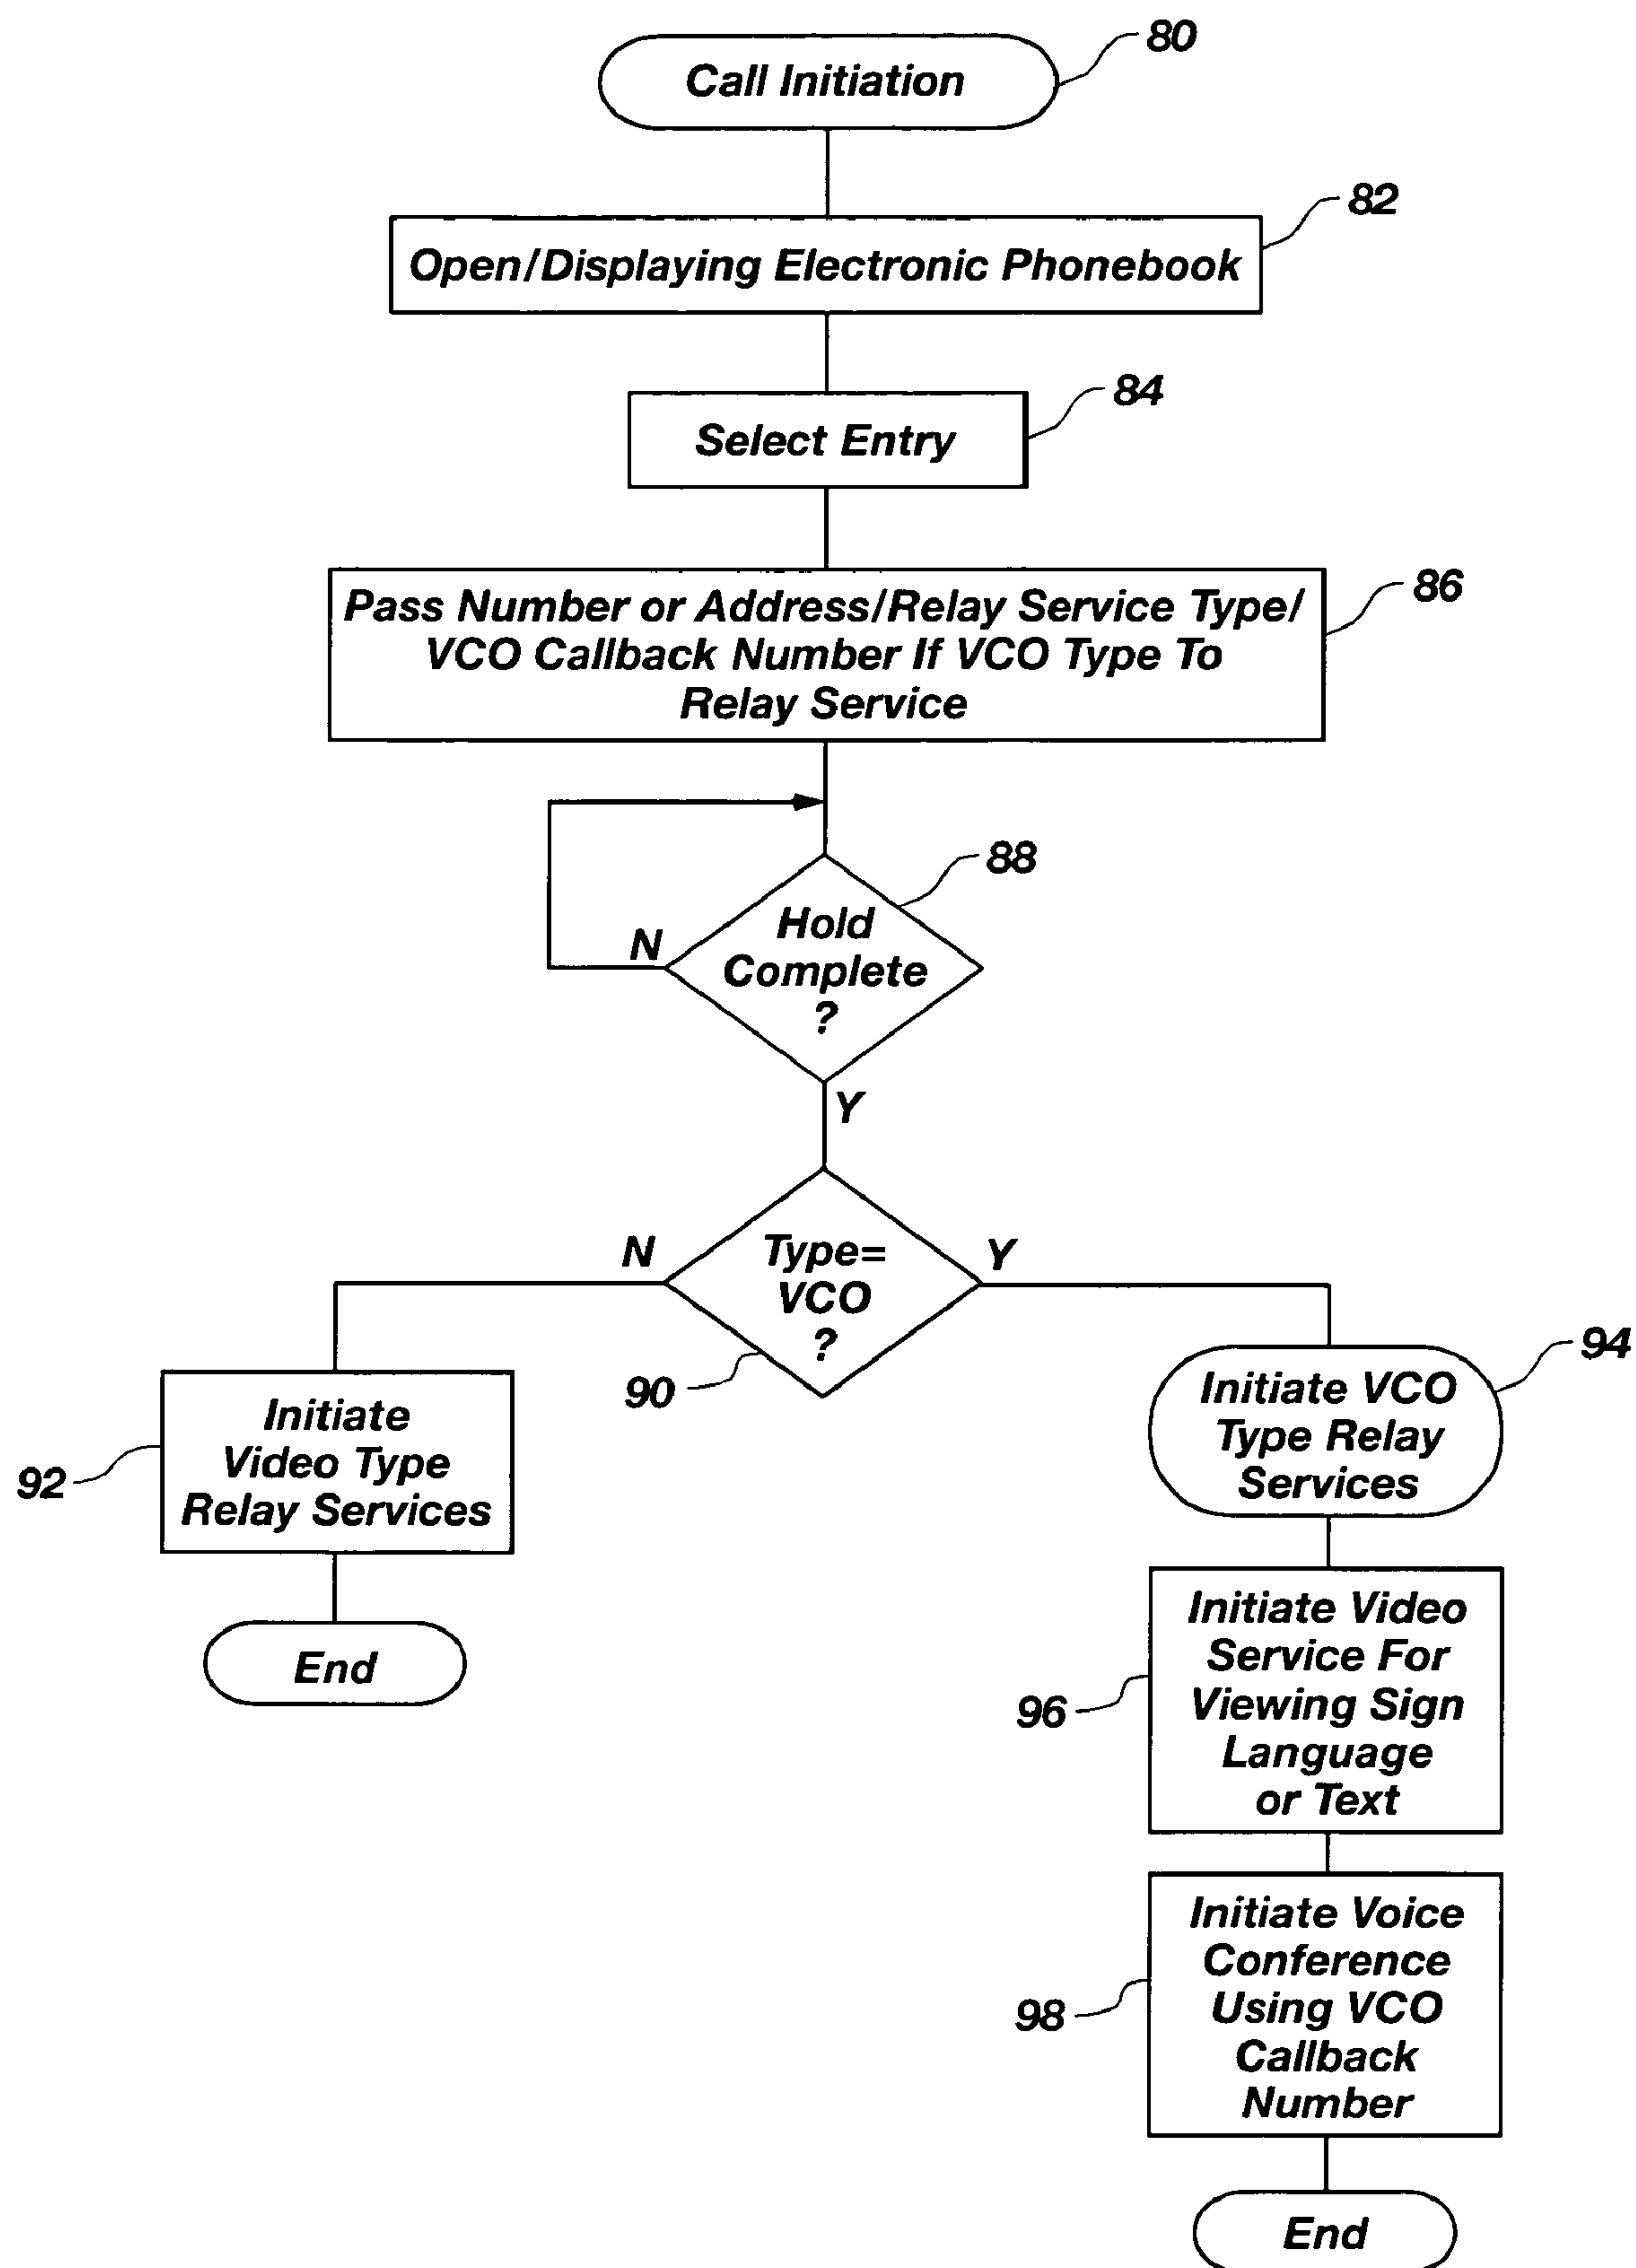 80
Call Initiation
82
Open/Displaying Electronic Phonebook
84
Select Entry
86
Pass Number or Address/Relay Service Type/
VCO Callback Number If VCO Type To
Relay Service
88
Hold
Complete
?
N
Y
Type=
VCO
?
N
Y
90
92
Initiate
Video Type
Relay Services
End
94
Initiate VCO
Type Relay
Services
96
Initiate Video
Service For
Viewing Sign
Language
or Text
98
Initiate Voice
Conference
Using VCO
Callback
Number
End